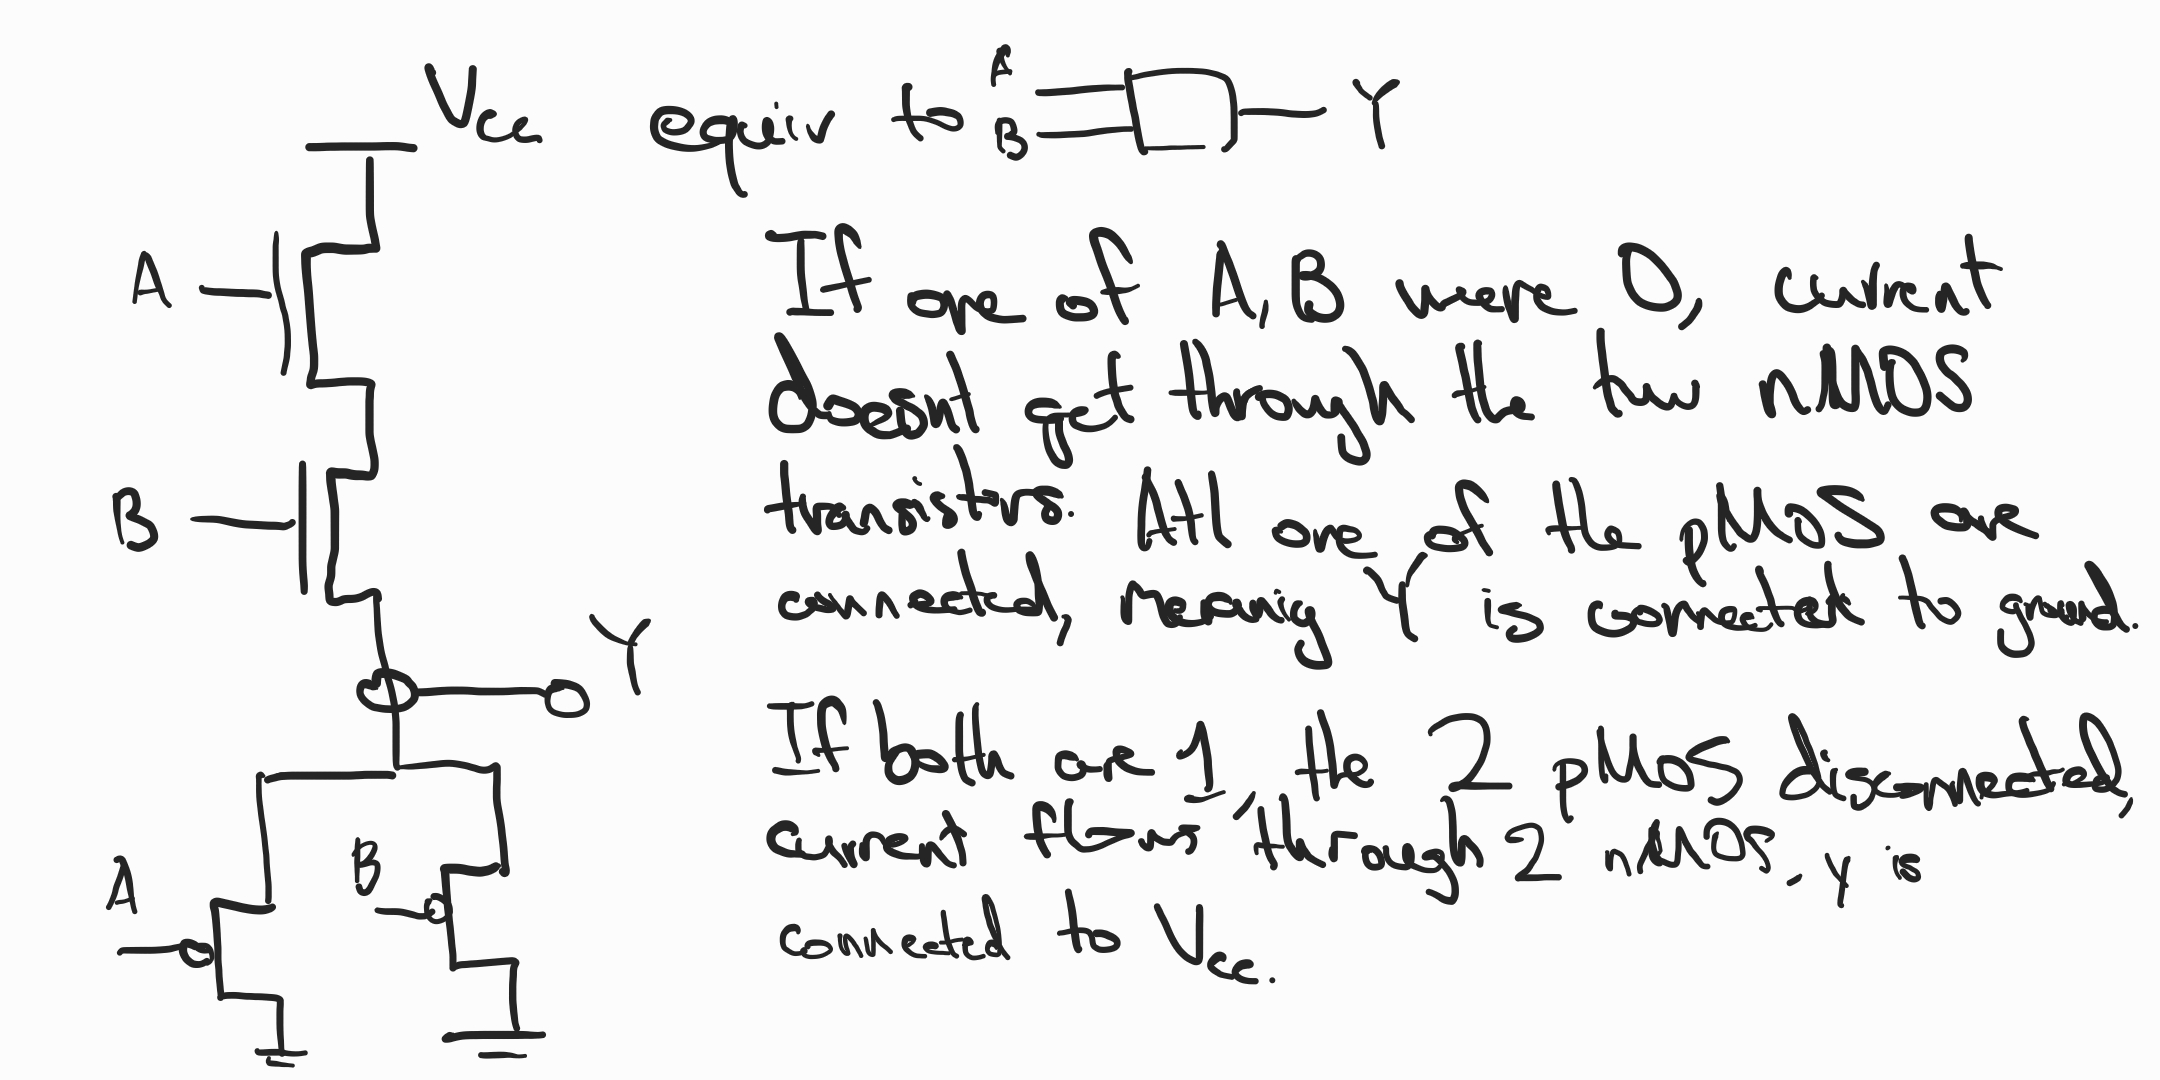 Vcc
equiv to A B Y
A
If one of A, B were 0, current
doesnt get through the two nMOS
B
transistors. Atl one of the pMOS are
connected, meaning Y is connected to ground.
Y
If both are 1, the 2 pMOS disconnected,
current flows through 2 nMOS, Y is
A B
connected to Vcc.